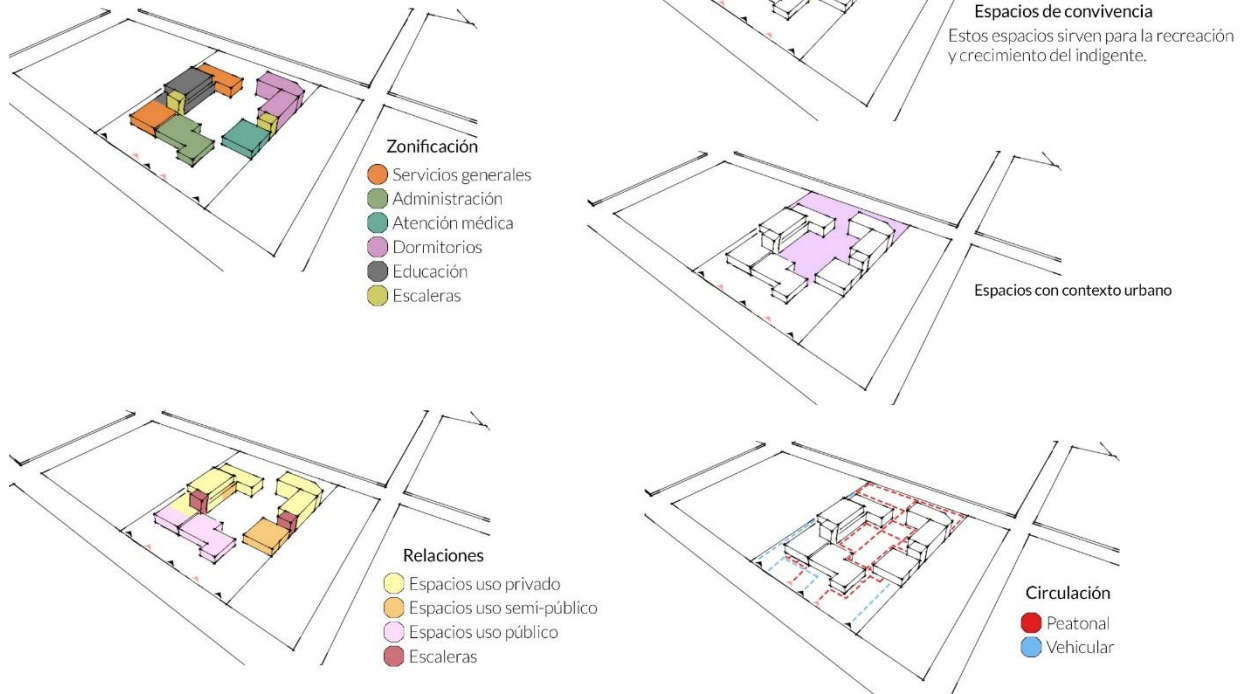 Espacios de convivencia
Estos espacios sirven para la recreación
y crecimiento del indigente.
Zonificación
Servicios generales
Administración
Atención médica
Dormitorios
Educación
Escaleras
Espacios con contexto urbano
Relaciones
Espacios uso privado
Espacios uso semi-público
Espacios uso público
Escaleras
Circulación
Peatonal
Vehicular